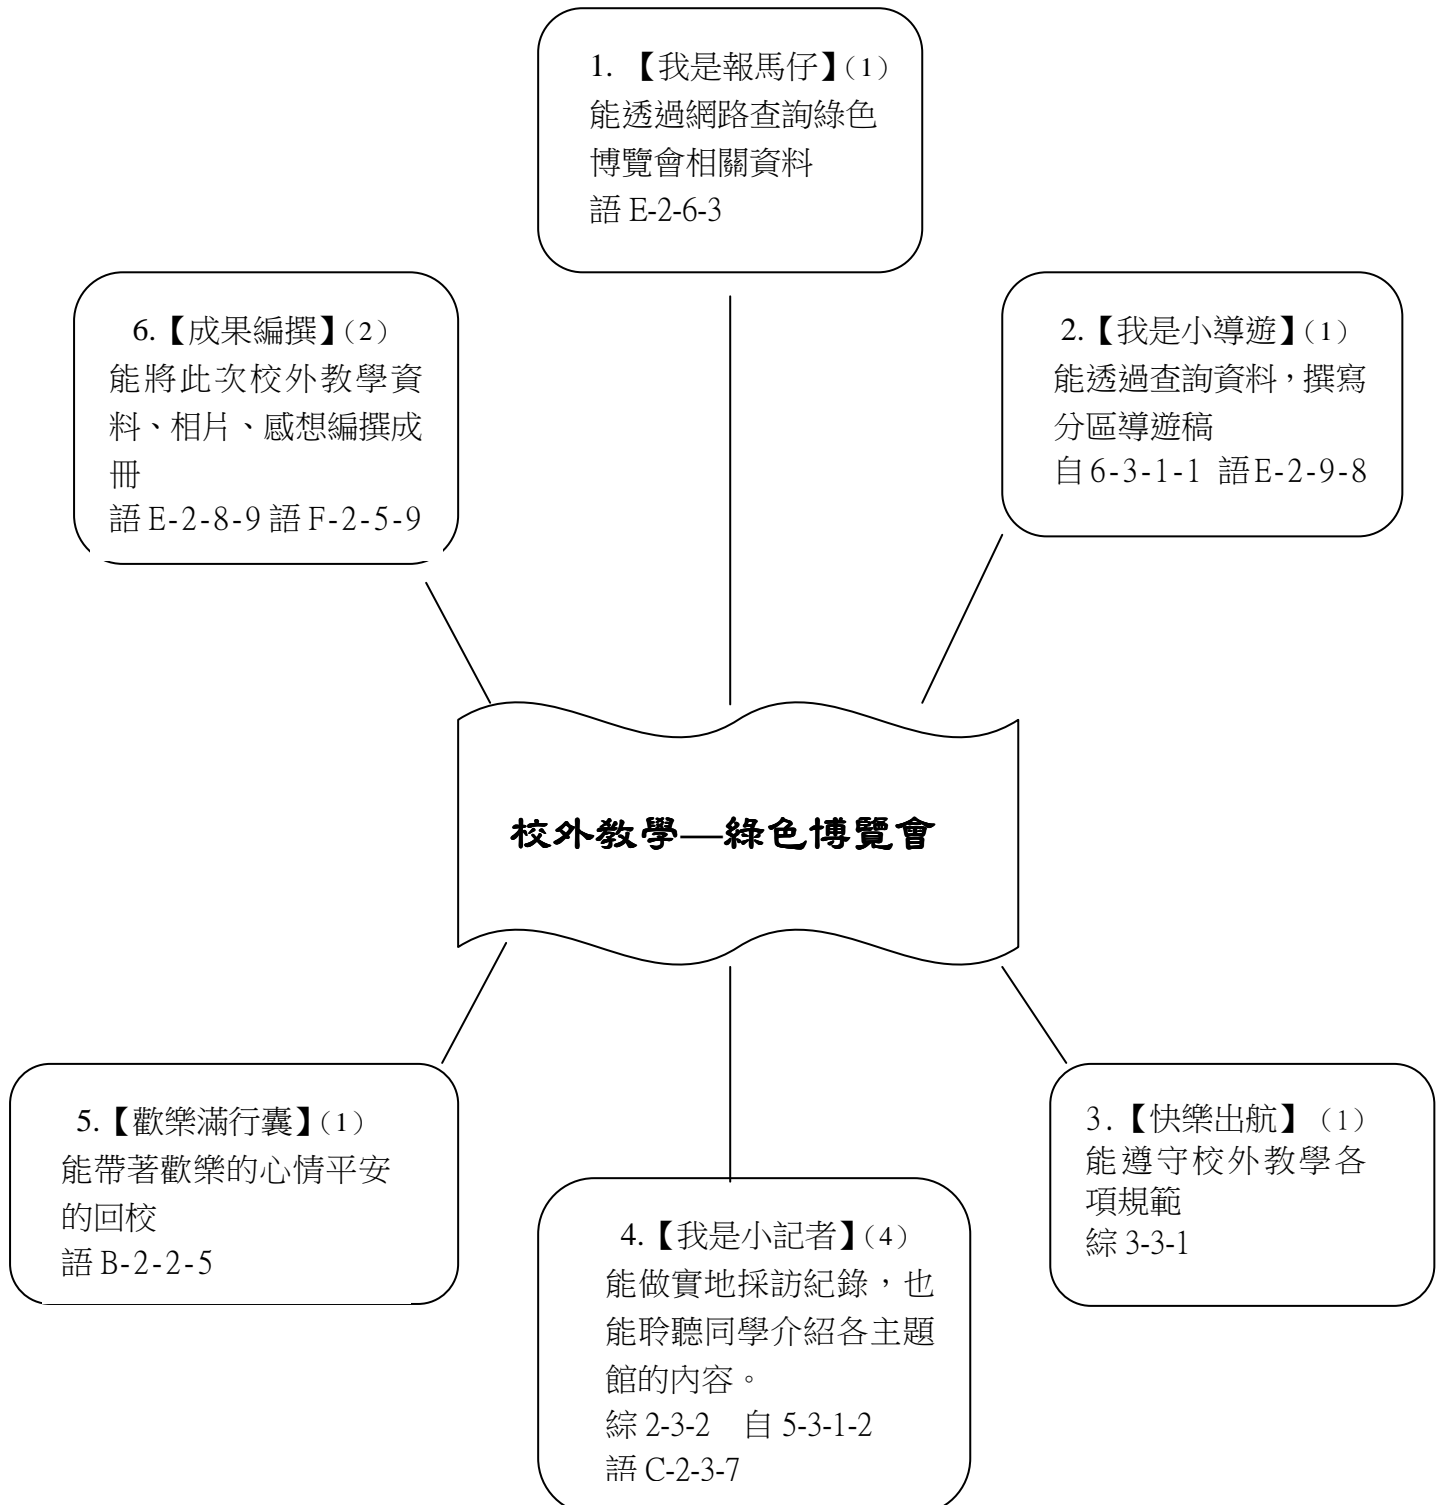 1. 【我是報馬仔】(1)
能透過網路查詢綠色
博覽會相關資料
語 E-2-6-3
2.【我是小導遊】(1)
能透過查詢資料,撰寫
分區導遊稿
自 6-3-1-1 語 E-2-9-8
6.【成果編撰】(2)
能將此次校外教學資
料、相片、感想編撰成
冊
語 E-2-8-9 語 F-2-5-9
校外教學—綠色博覽會
5.【歡樂滿行囊】(1)
能帶著歡樂的心情平安
的回校
語 B-2-2-5
4.【我是小記者】(4)
能做實地採訪紀錄,也
能聆聽同學介紹各主題
館的內容。
綜 2-3-2 自 5-3-1-2
語 C-2-3-7
3.【快樂出航】 (1)
能遵守校外教學各
項規範
綜 3-3-1